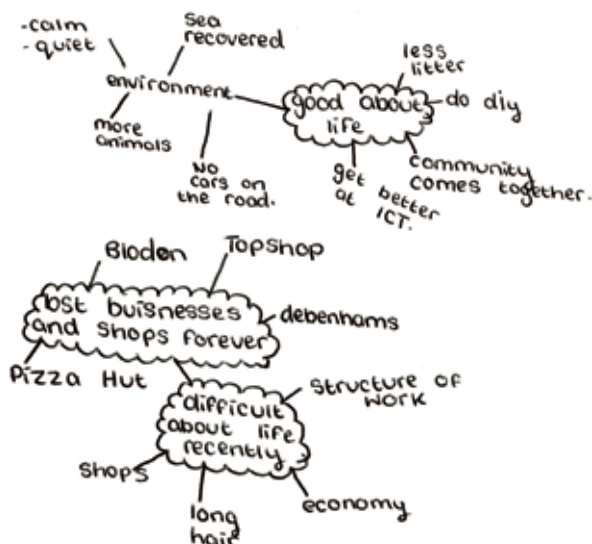 -calm
-quiet
sea
recovered
environment
more
animals
No
cars on
the road.
good about
life
less
litter
do diy
community
comes together.
get better
at ICT.
Bloden
Topshop
lost buisnesses
and shops forever
debenhams
Pizza Hut
difficult
about life
recently
Structure of
work
Shops
long
hair
economy